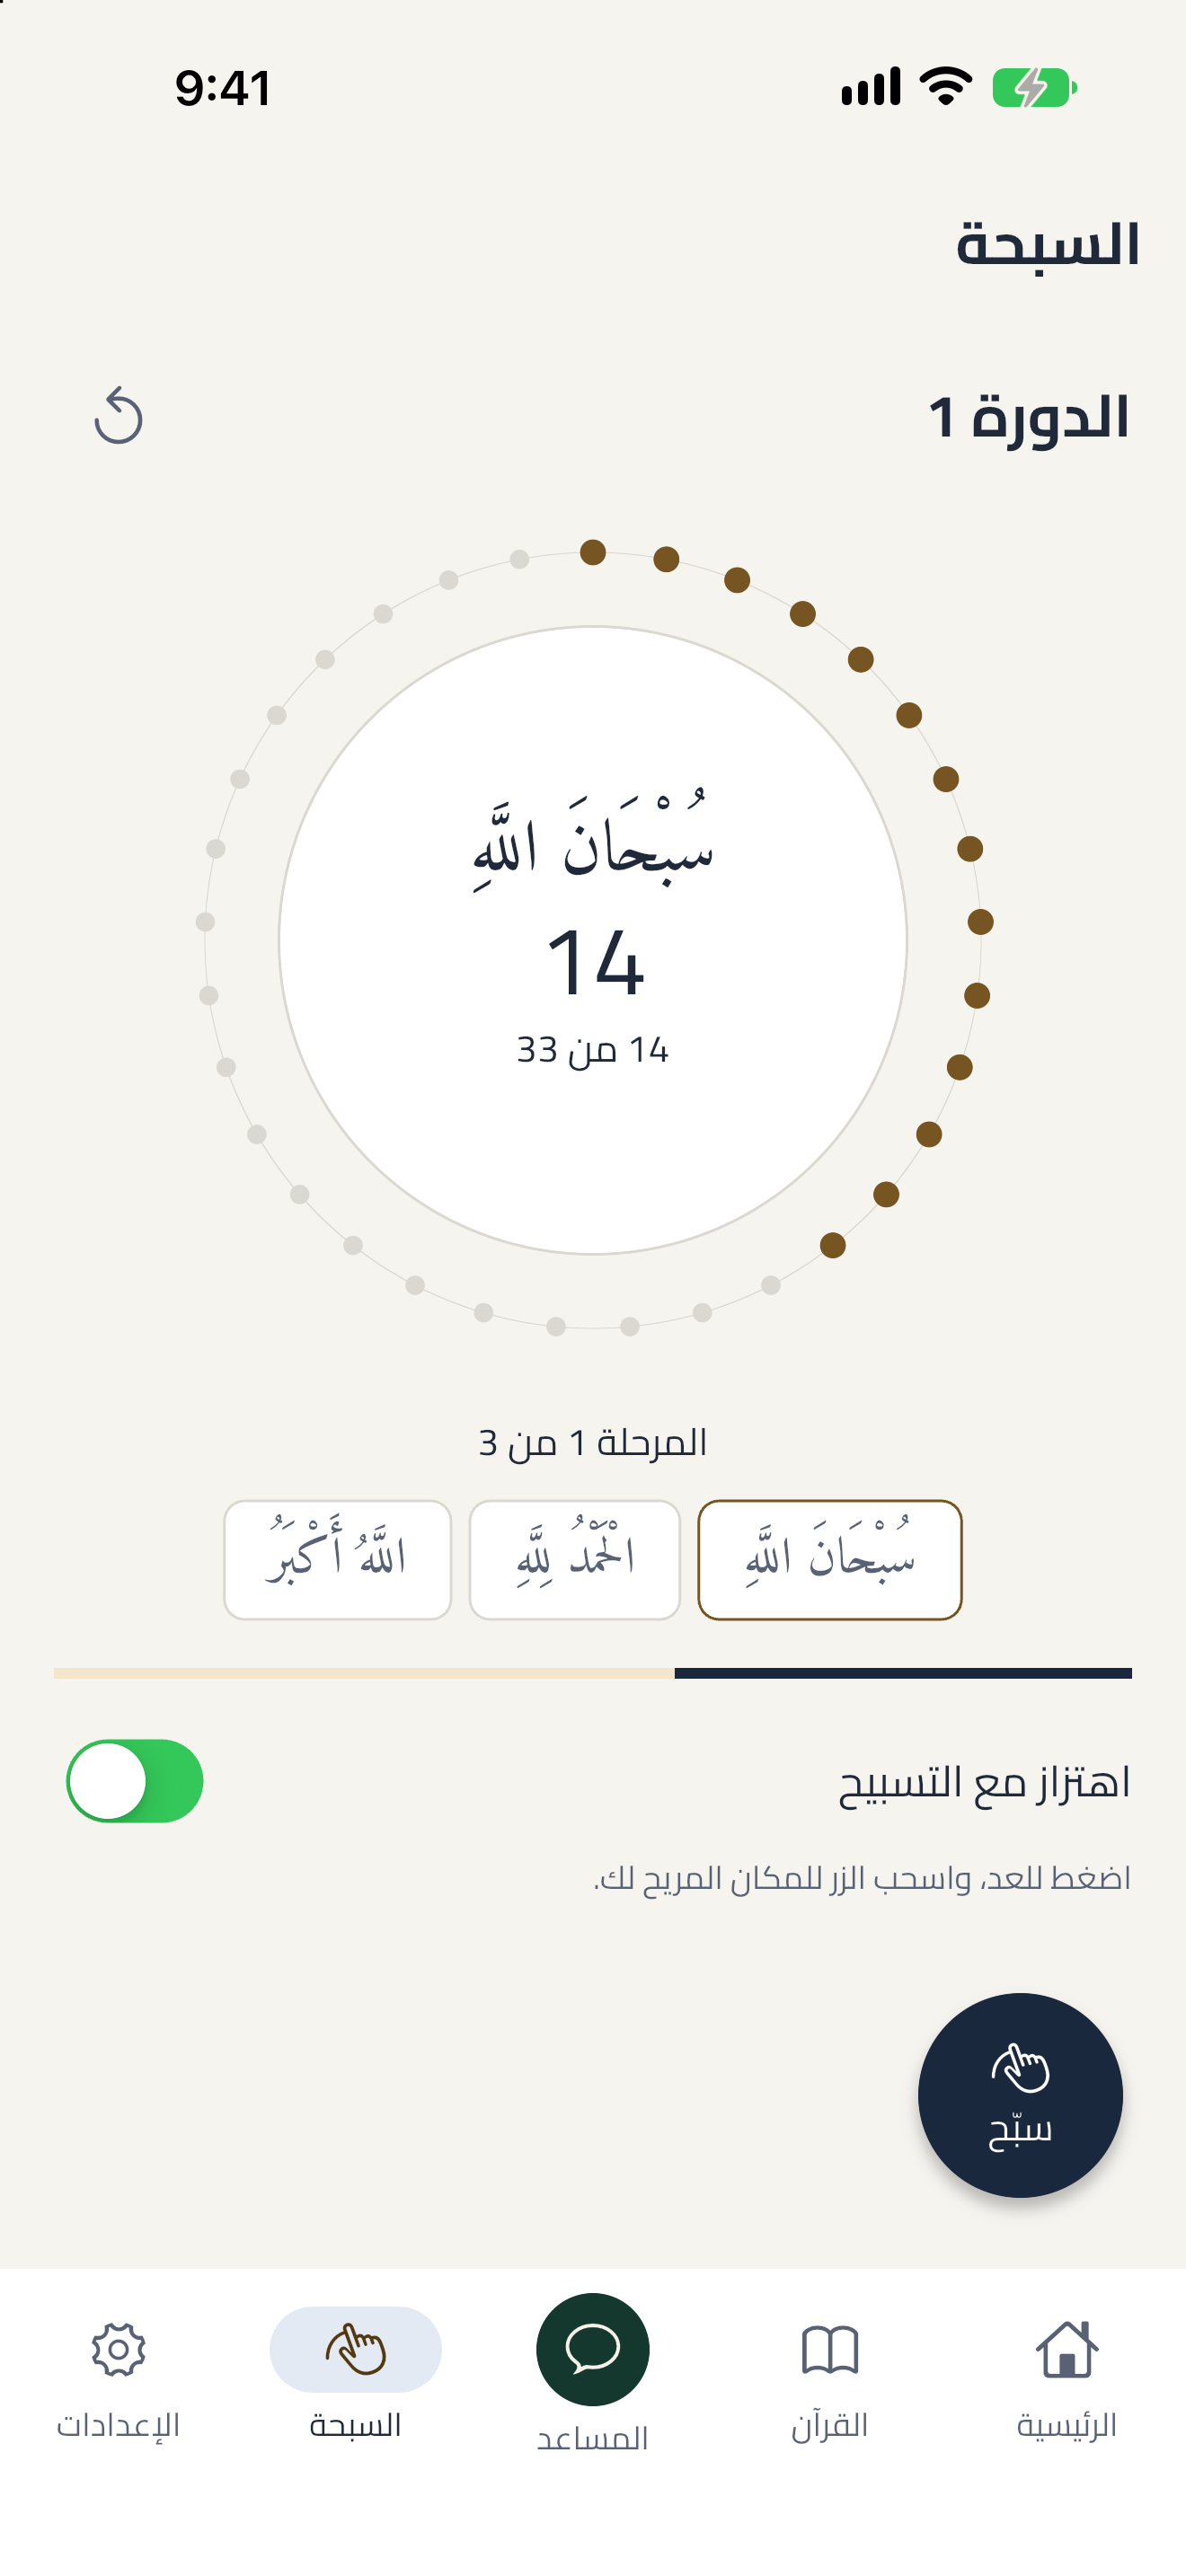 9:41
السبحة
الدورة 1
سُبْحَانَ اللَّهِ
14
14 من 33
المرحلة 1 من 3
سُبْحَانَ اللَّهِ
الْحَمْدُ لِلَّهِ
اللَّهُ أَكْبَرُ
اهتزاز مع التسبيح
اضغط للعد، واسحب الزر للمكان المريح لك.
سبّح
الرئيسية
القرآن
المساعد
السبحة
الإعدادات